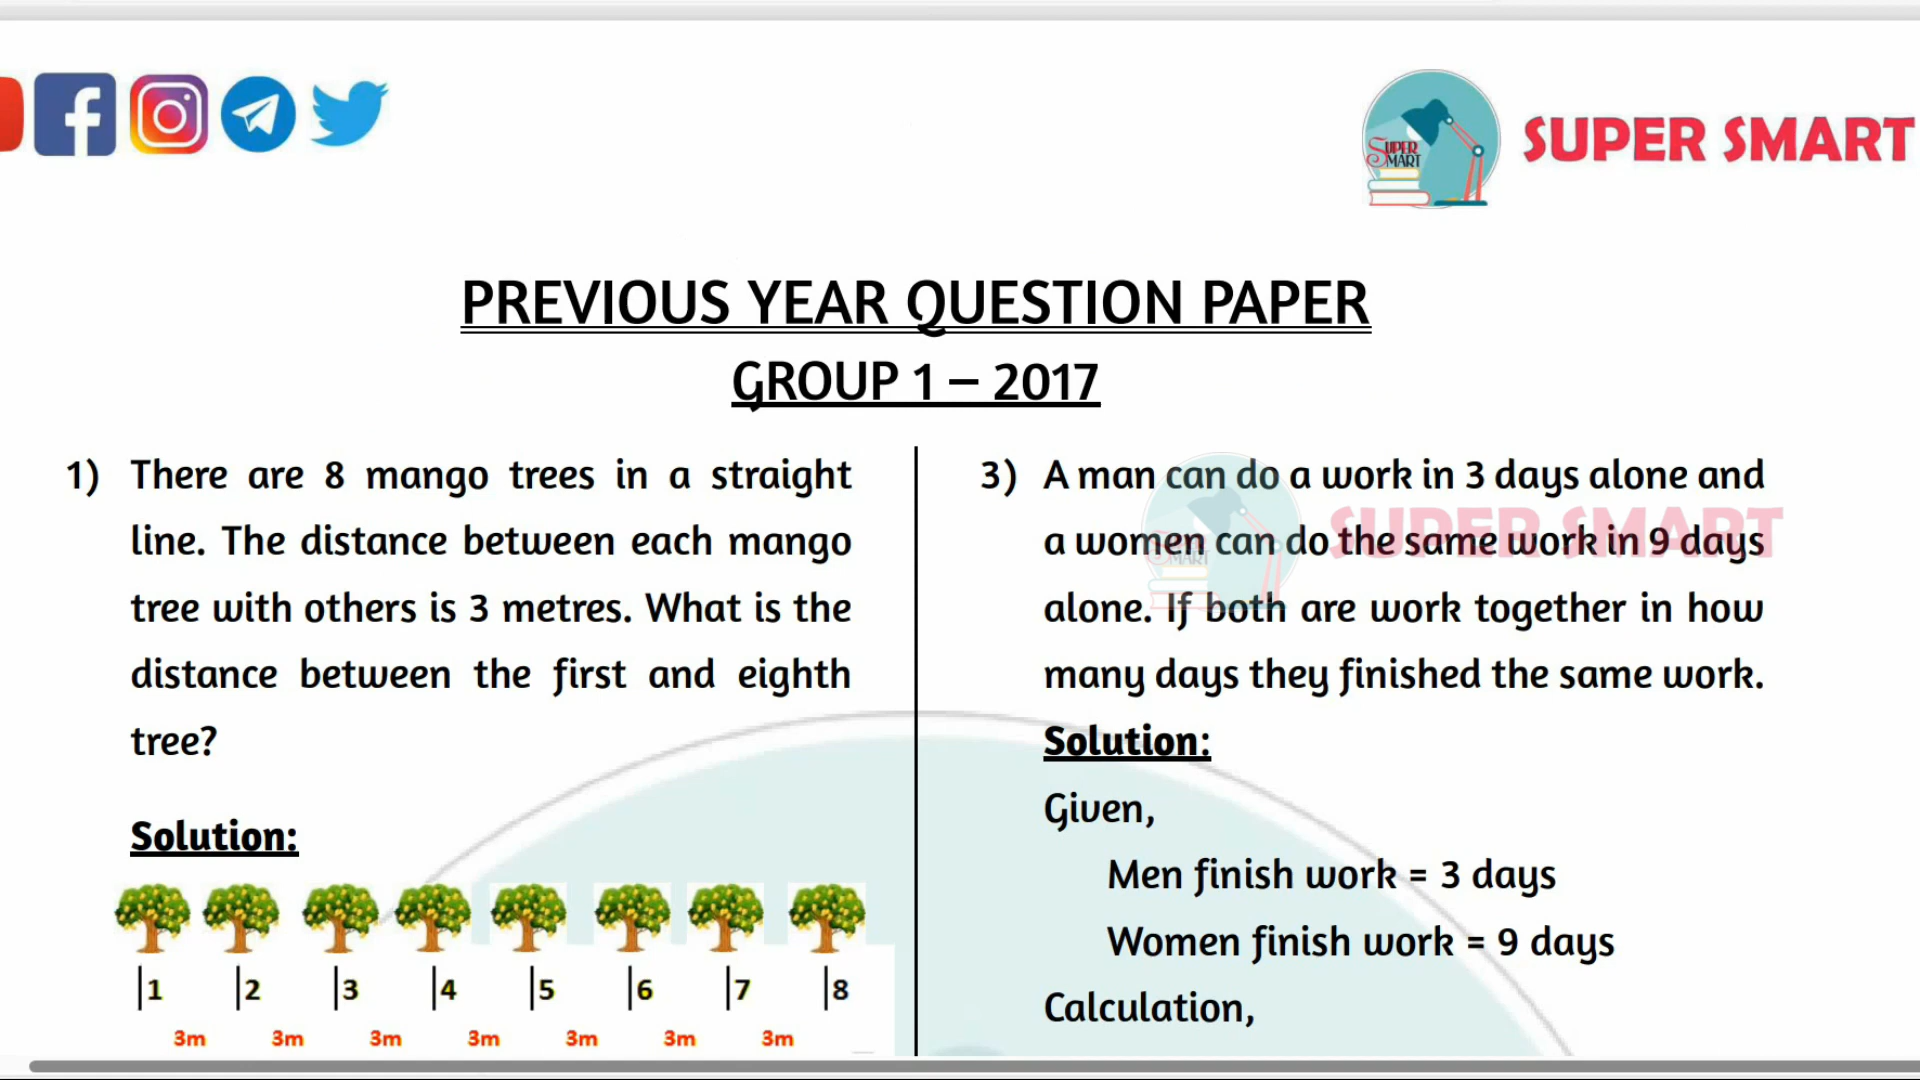 SUPER MART
SUPER SMART
PREVIOUS YEAR QUESTION PAPER
GROUP 1 – 2017
1) There are 8 mango trees in a straight
line. The distance between each mango
tree with others is 3 metres. What is the
distance between the first and eighth
tree?
Solution:
1 2 3 4 5 6 7 8
3m 3m 3m 3m 3m 3m 3m
3) A man can do a work in 3 days alone and
a women can do the same work in 9 days
alone. If both are work together in how
many days they finished the same work.
Solution:
Given,
Men finish work = 3 days
Women finish work = 9 days
Calculation,
SUPER SMART